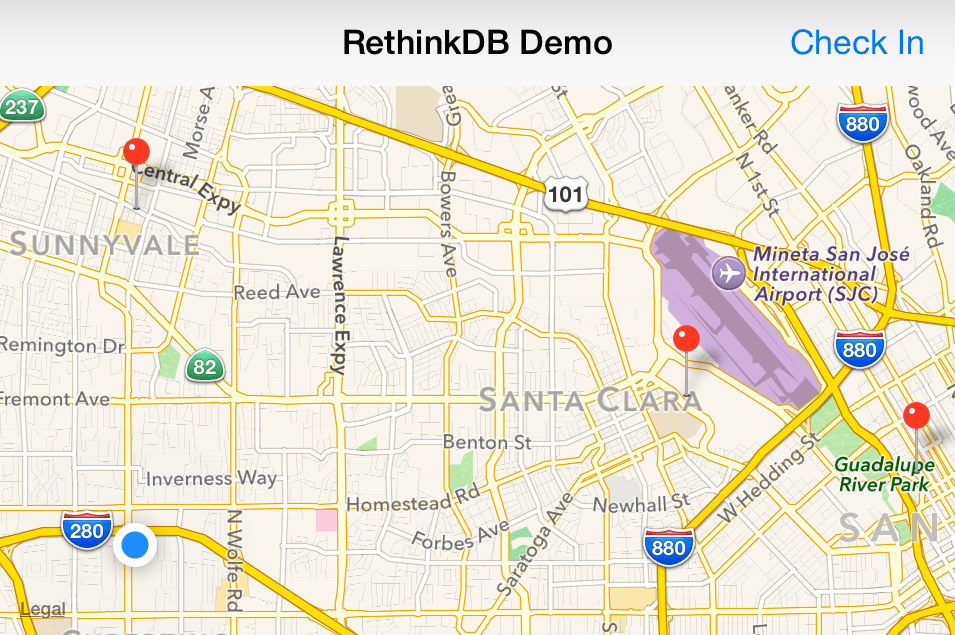 RethinkDB Demo
Check In
237
Morse A
Grea
St
anker Rd
880
wood Ave
Central Expy
N 1st St
Oakland Rd
101
Bowers Ave
SUNNYVALE
Lawrence Expy
Mineta San José
International
Airport (SJC)
Reed Ave
Remington Dr
82
880
Fremont Ave
SANTA CLARA
Benton St
Guadalupe
River Park
Inverness Way
Homestead Rd
Newhall St
W Hedding St
280
N Wolfe Rd
Forbes Ave
Saratoga Ave
880
SAN
Legal